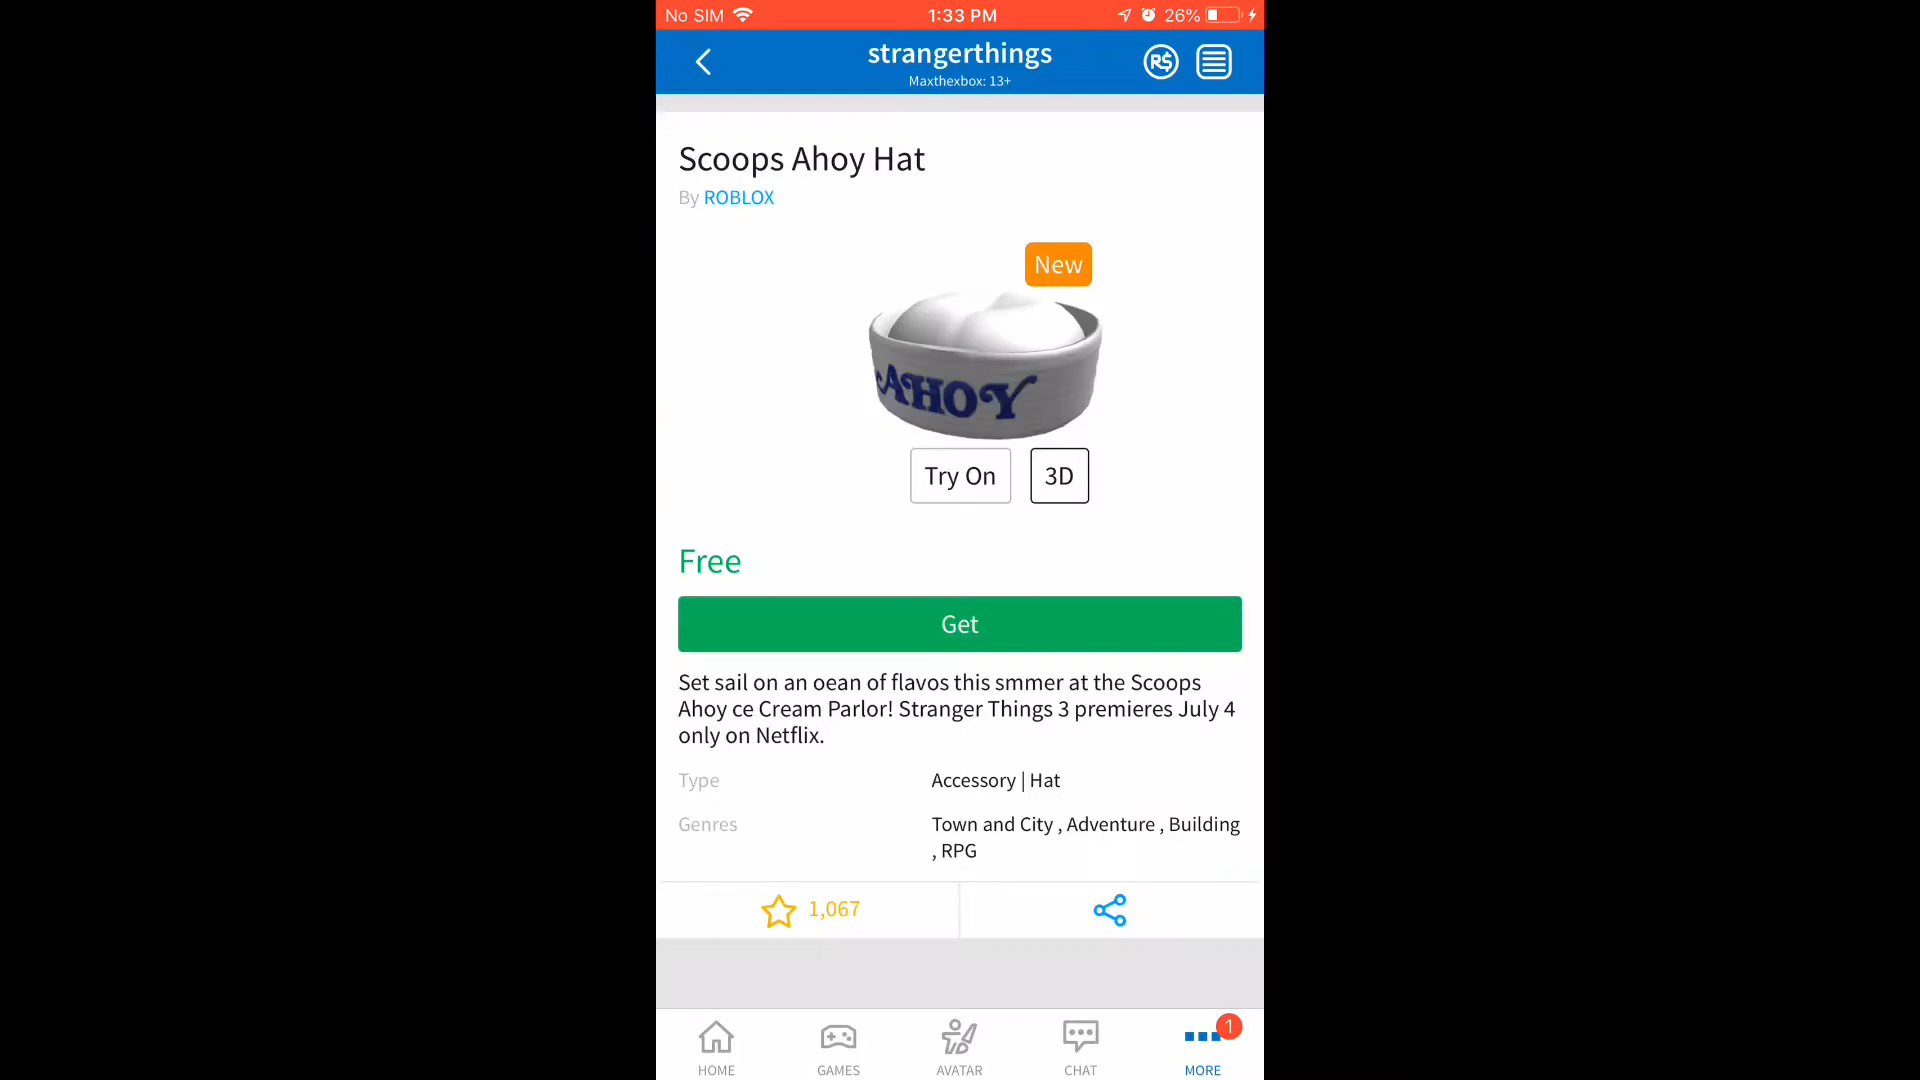 No SIM 1:33 PM 26%
strangerthings
R$
Maxthexbox: 13+
Scoops Ahoy Hat
By ROBLOX
New
AHOY
Try On 3D
Free
Get
Set sail on an oean of flavos this smmer at the Scoops
Ahoy ce Cream Parlor! Stranger Things 3 premieres July 4
only on Netflix.
Type Accessory | Hat
Genres Town and City , Adventure , Building
, RPG
1,067
1
HOME GAMES AVATAR CHAT MORE